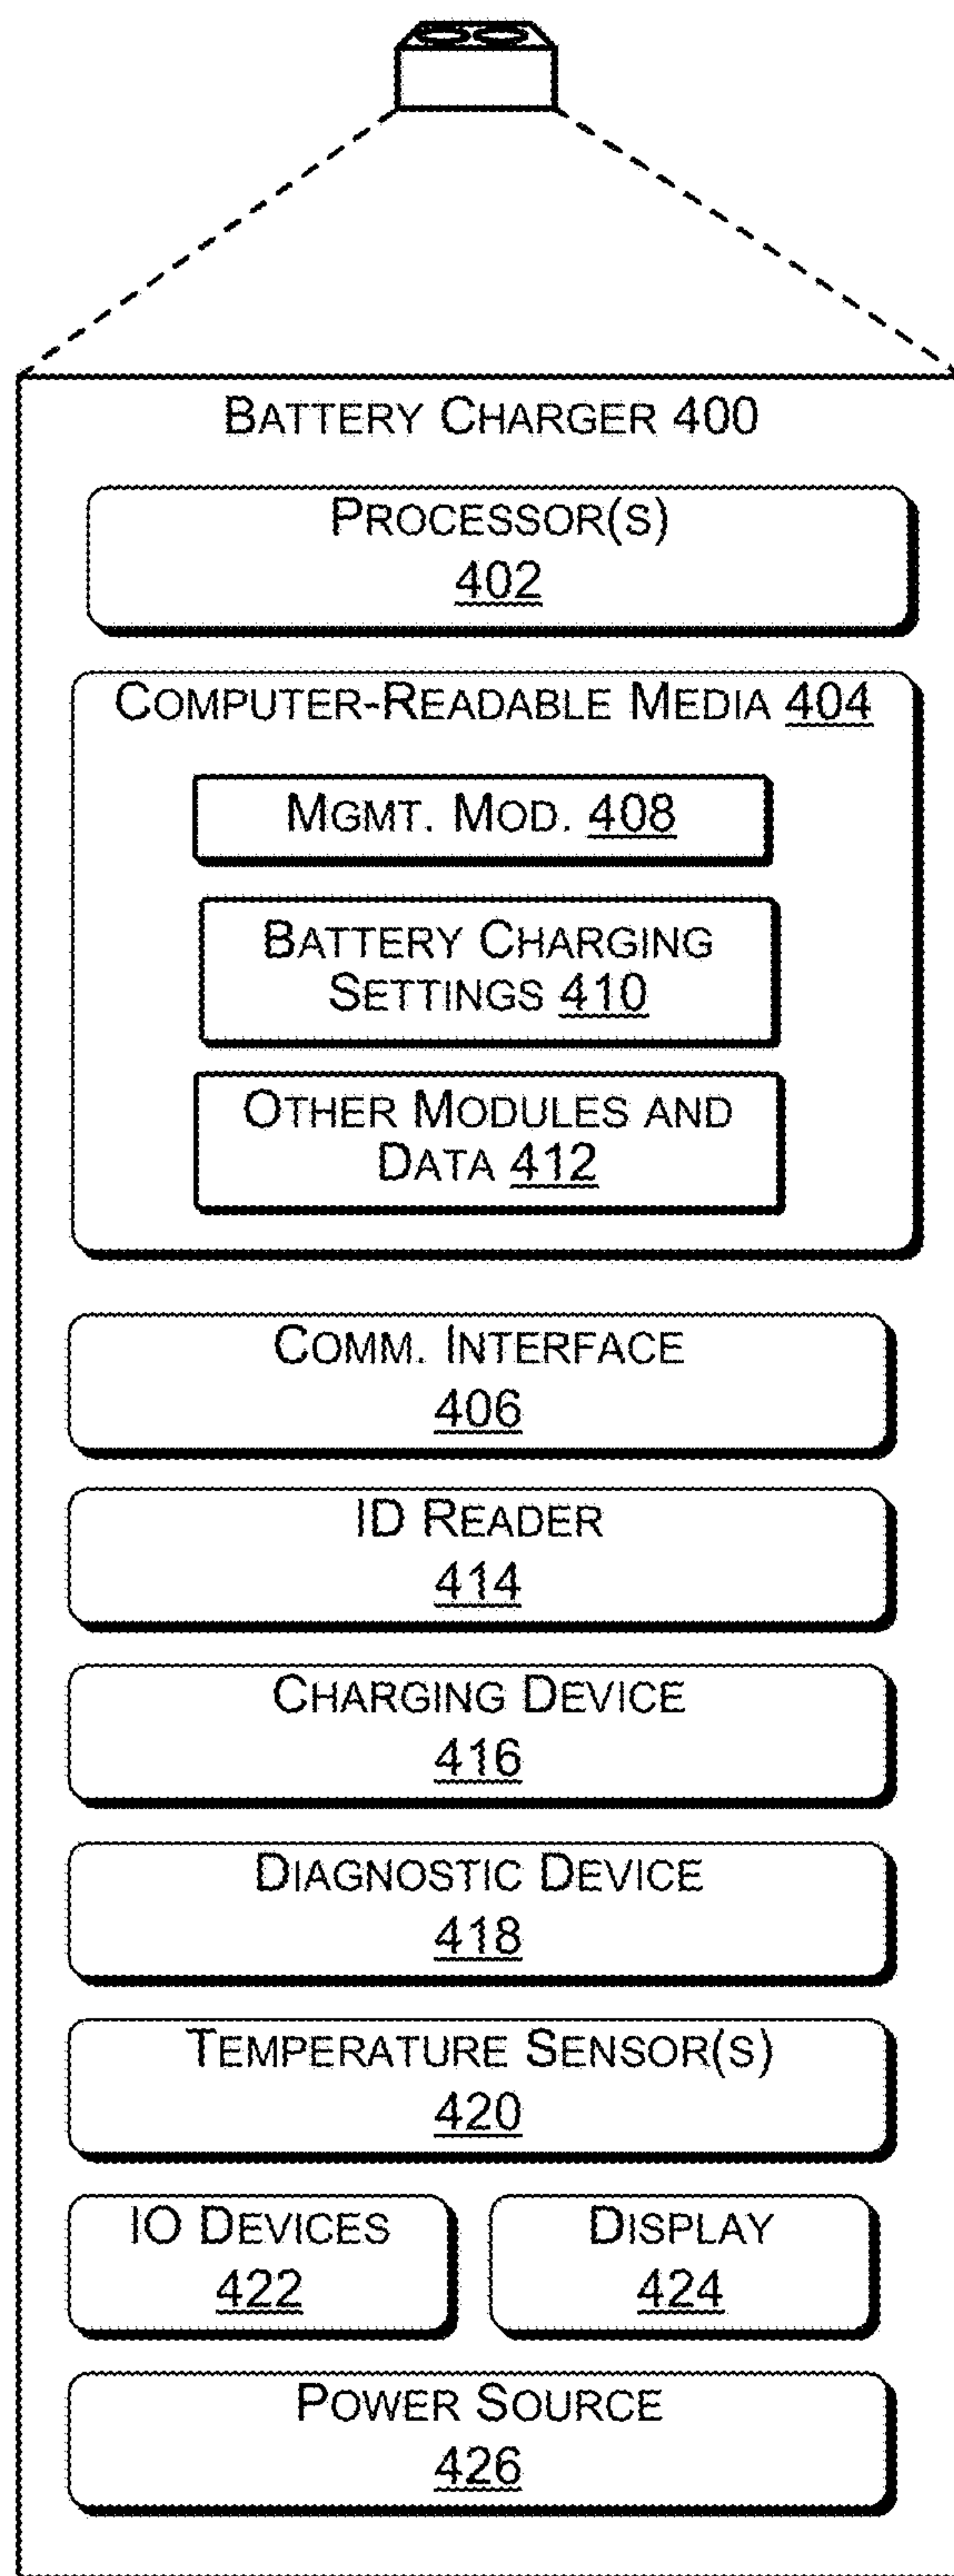 BATTERY CHARGER 400
PROCESSOR(S)
402
COMPUTER-READABLE MEDIA 404
MGMT. MOD. 408
BATTERY CHARGING
SETTINGS 410
OTHER MODULES AND
DATA 412
COMM. INTERFACE
406
ID READER
414
CHARGING DEVICE
416
DIAGNOSTIC DEVICE
418
TEMPERATURE SENSOR(S)
420
IO DEVICES
422
DISPLAY
424
POWER SOURCE
426